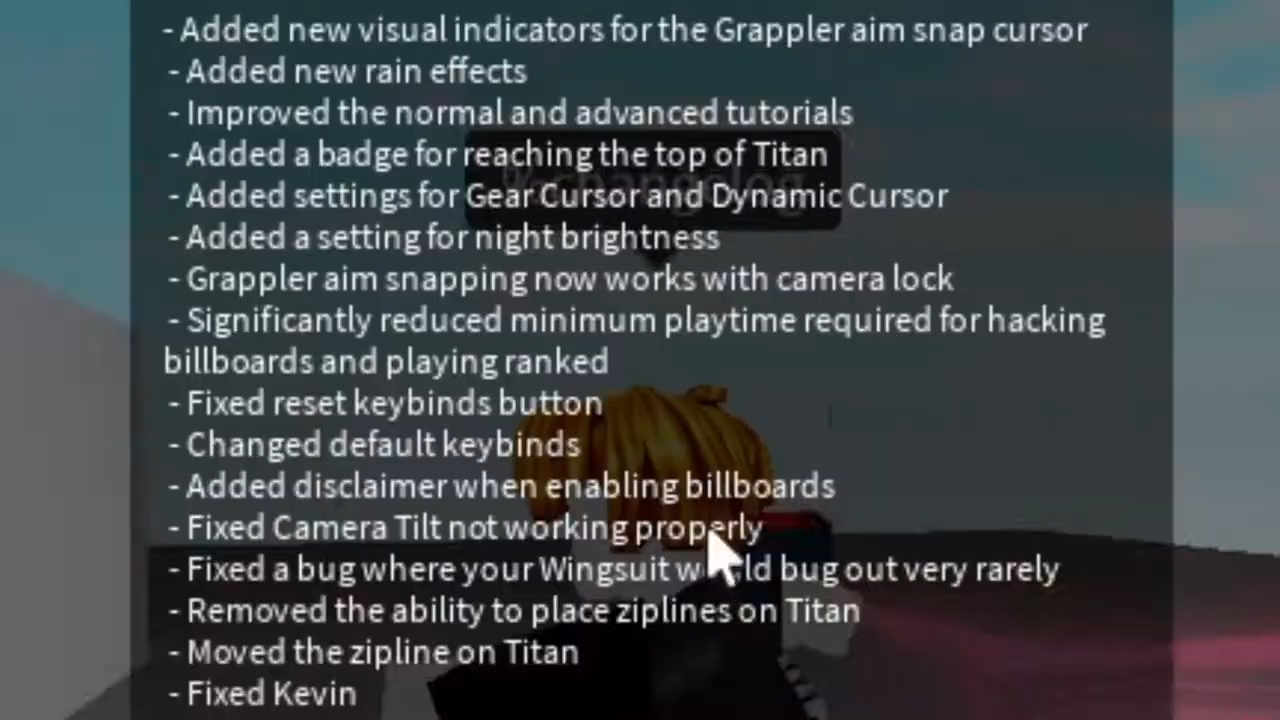 - Added new visual indicators for the Grappler aim snap cursor
- Added new rain effects
- Improved the normal and advanced tutorials
- Added a badge for reaching the top of Titan
- Added settings for Gear Cursor and Dynamic Cursor
- Added a setting for night brightness
- Grappler aim snapping now works with camera lock
- Significantly reduced minimum playtime required for hacking
billboards and playing ranked
- Fixed reset keybinds button
- Changed default keybinds
- Added disclaimer when enabling billboards
- Fixed Camera Tilt not working properly
- Fixed a bug where your Wingsuit would bug out very rarely
- Removed the ability to place ziplines on Titan
- Moved the zipline on Titan
- Fixed Kevin